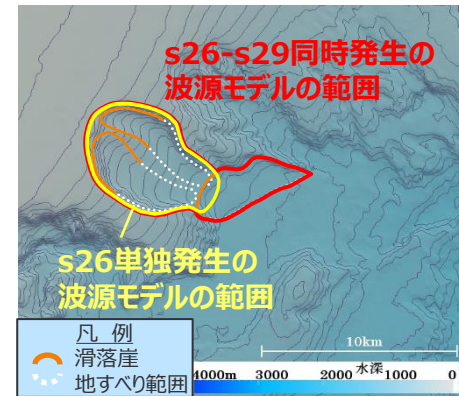 s26-s29同時発生の
波源モデルの範囲
s26単独発生の
波源モデルの範囲
凡 例
滑落崖
地すべり範囲
10km
4000m 3000 2000 水深 1000 0